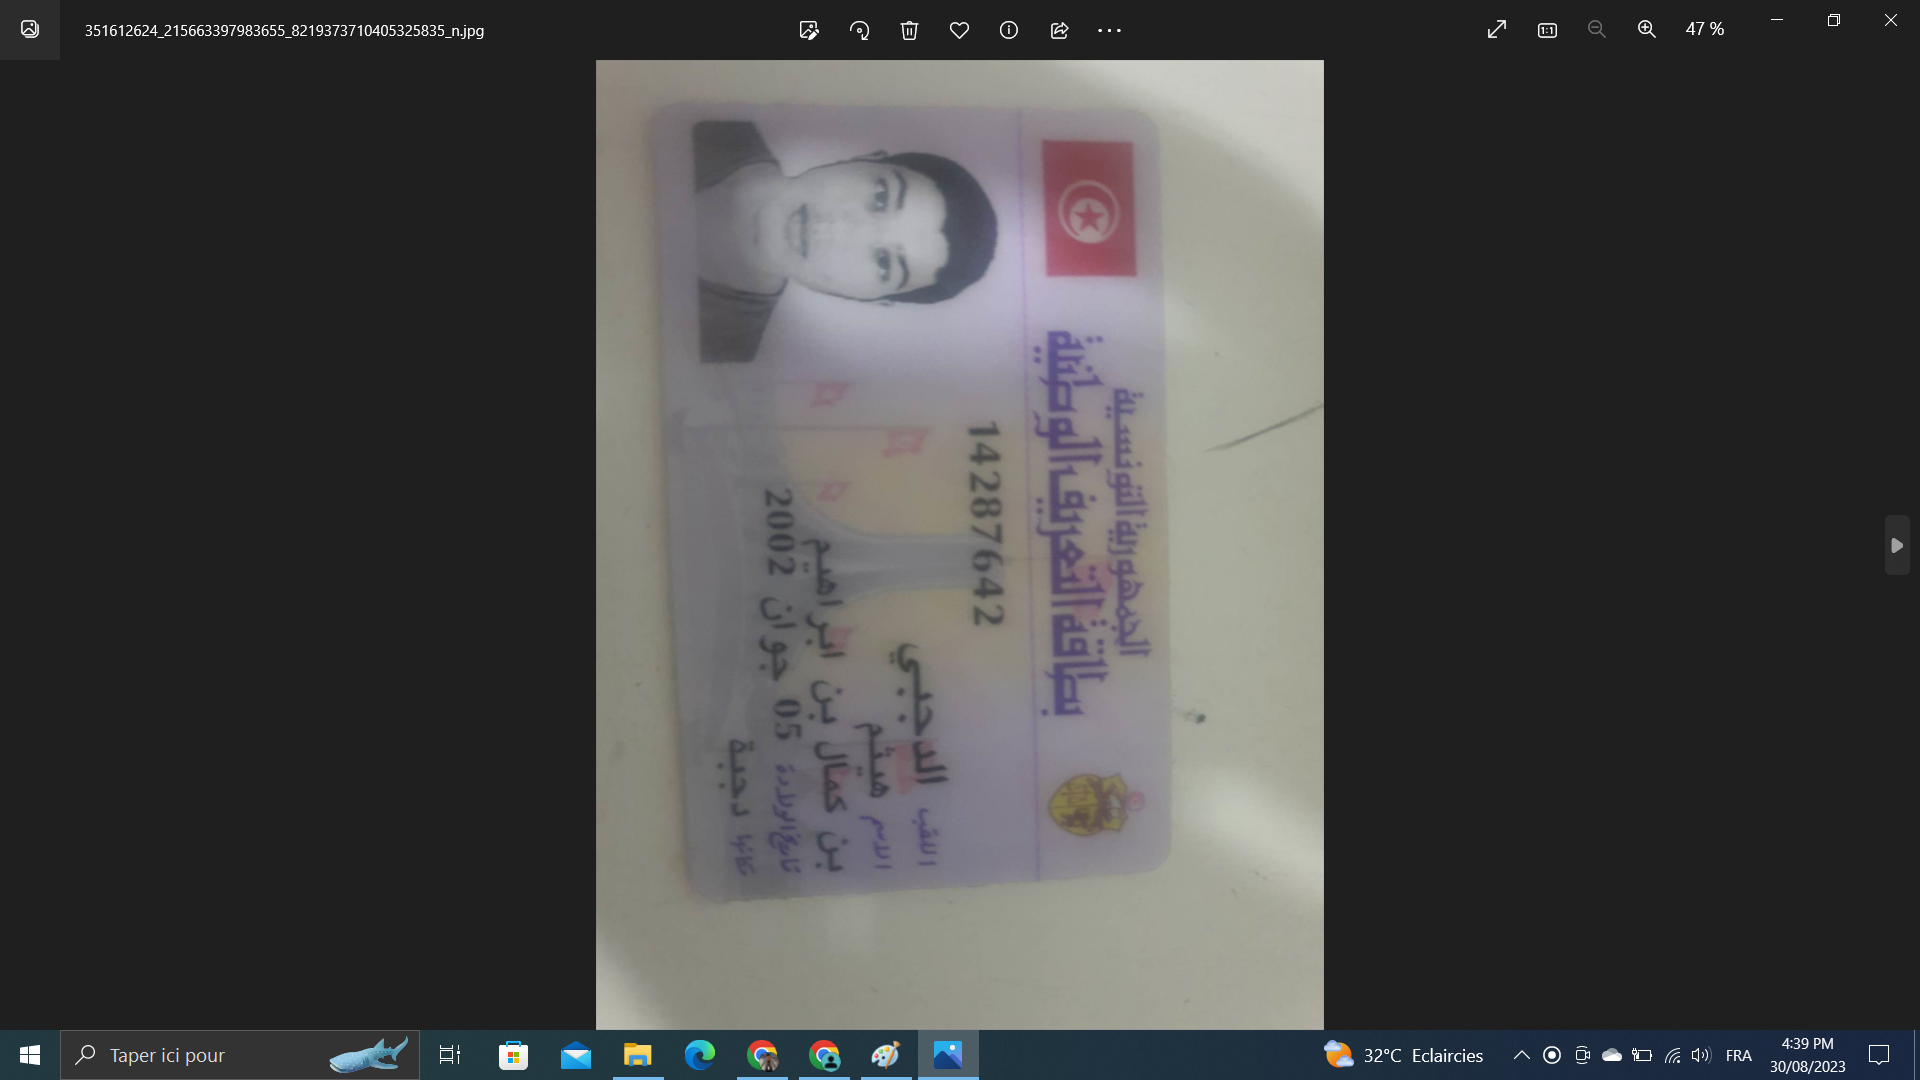 351612624_215663397983655_8219373710405325835_n.jpg
47 %
الجمهورية التونسية
بطاقة التعريف الوطنية
14287642
اللقب الدجبي
الاسم هيثم
بن كمال بن ابراهيم
تاريخ الولادة 05 جوان 2002
مكانها دجبة
Taper ici pour
32°C Eclaircies
FRA
4:39 PM
30/08/2023